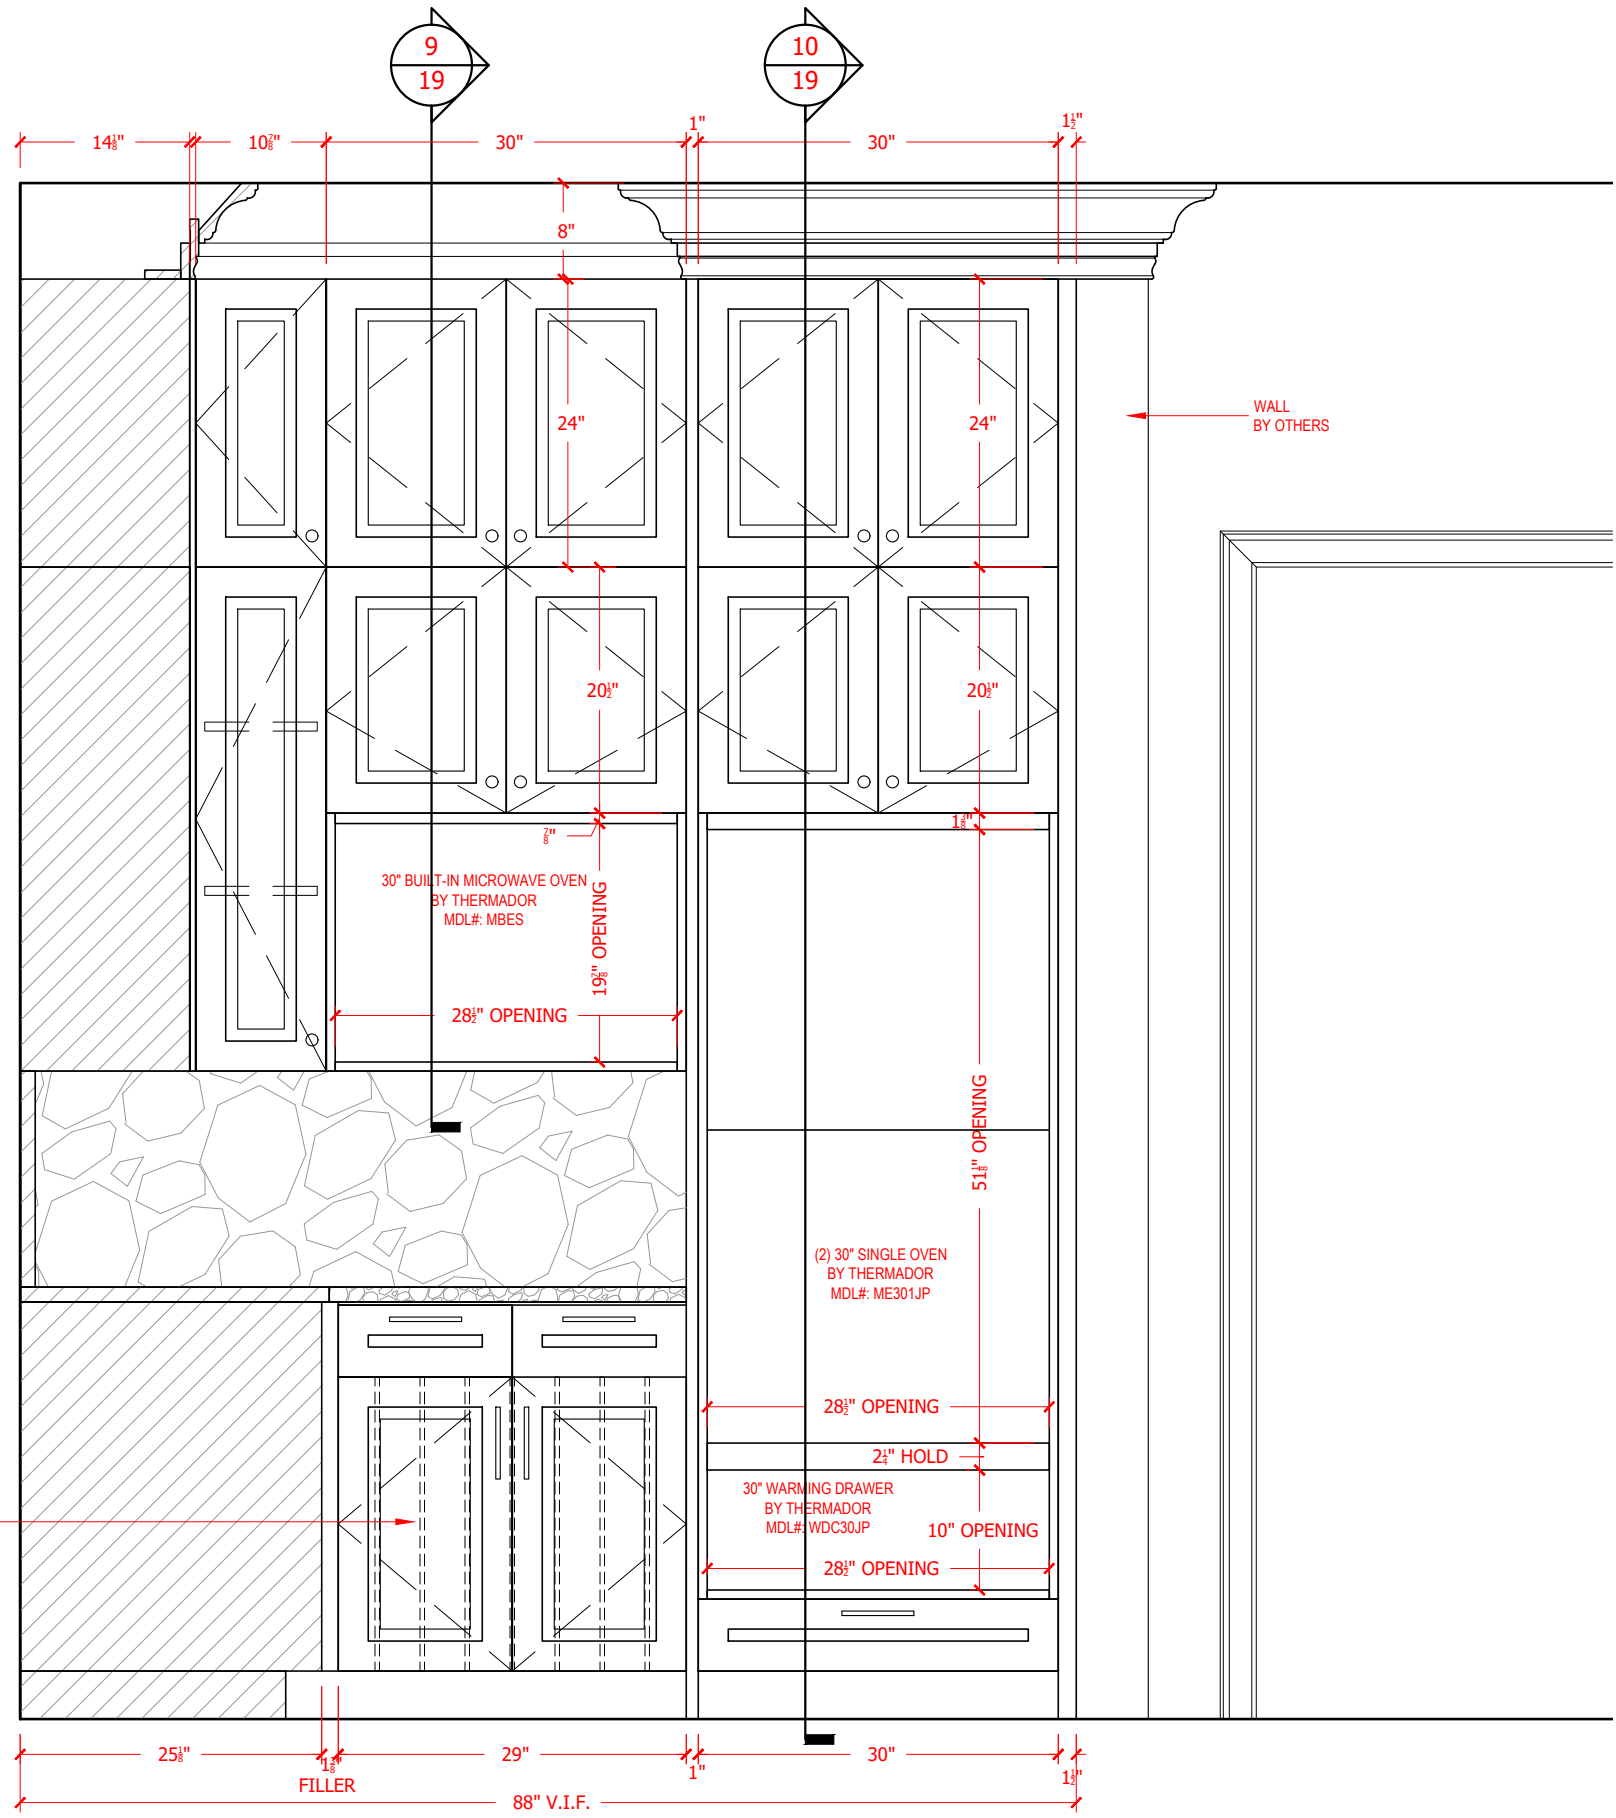 9
19
10
19
14⅛"
10⅞"
30"
1"
30"
1½"
8"
24"
24"
WALL
BY OTHERS
20½"
20½"
⅞"
1⅜"
30" BUILT-IN MICROWAVE OVEN
BY THERMADOR
MDL#: MBES
19⅞" OPENING
28½" OPENING
51⅛" OPENING
(2) 30" SINGLE OVEN
BY THERMADOR
MDL#: ME301JP
28½" OPENING
2¼" HOLD
30" WARMING DRAWER
BY THERMADOR
MDL#: WDC30JP
10" OPENING
28½" OPENING
25⅛"
1⅜"
FILLER
29"
1"
30"
1½"
88" V.I.F.